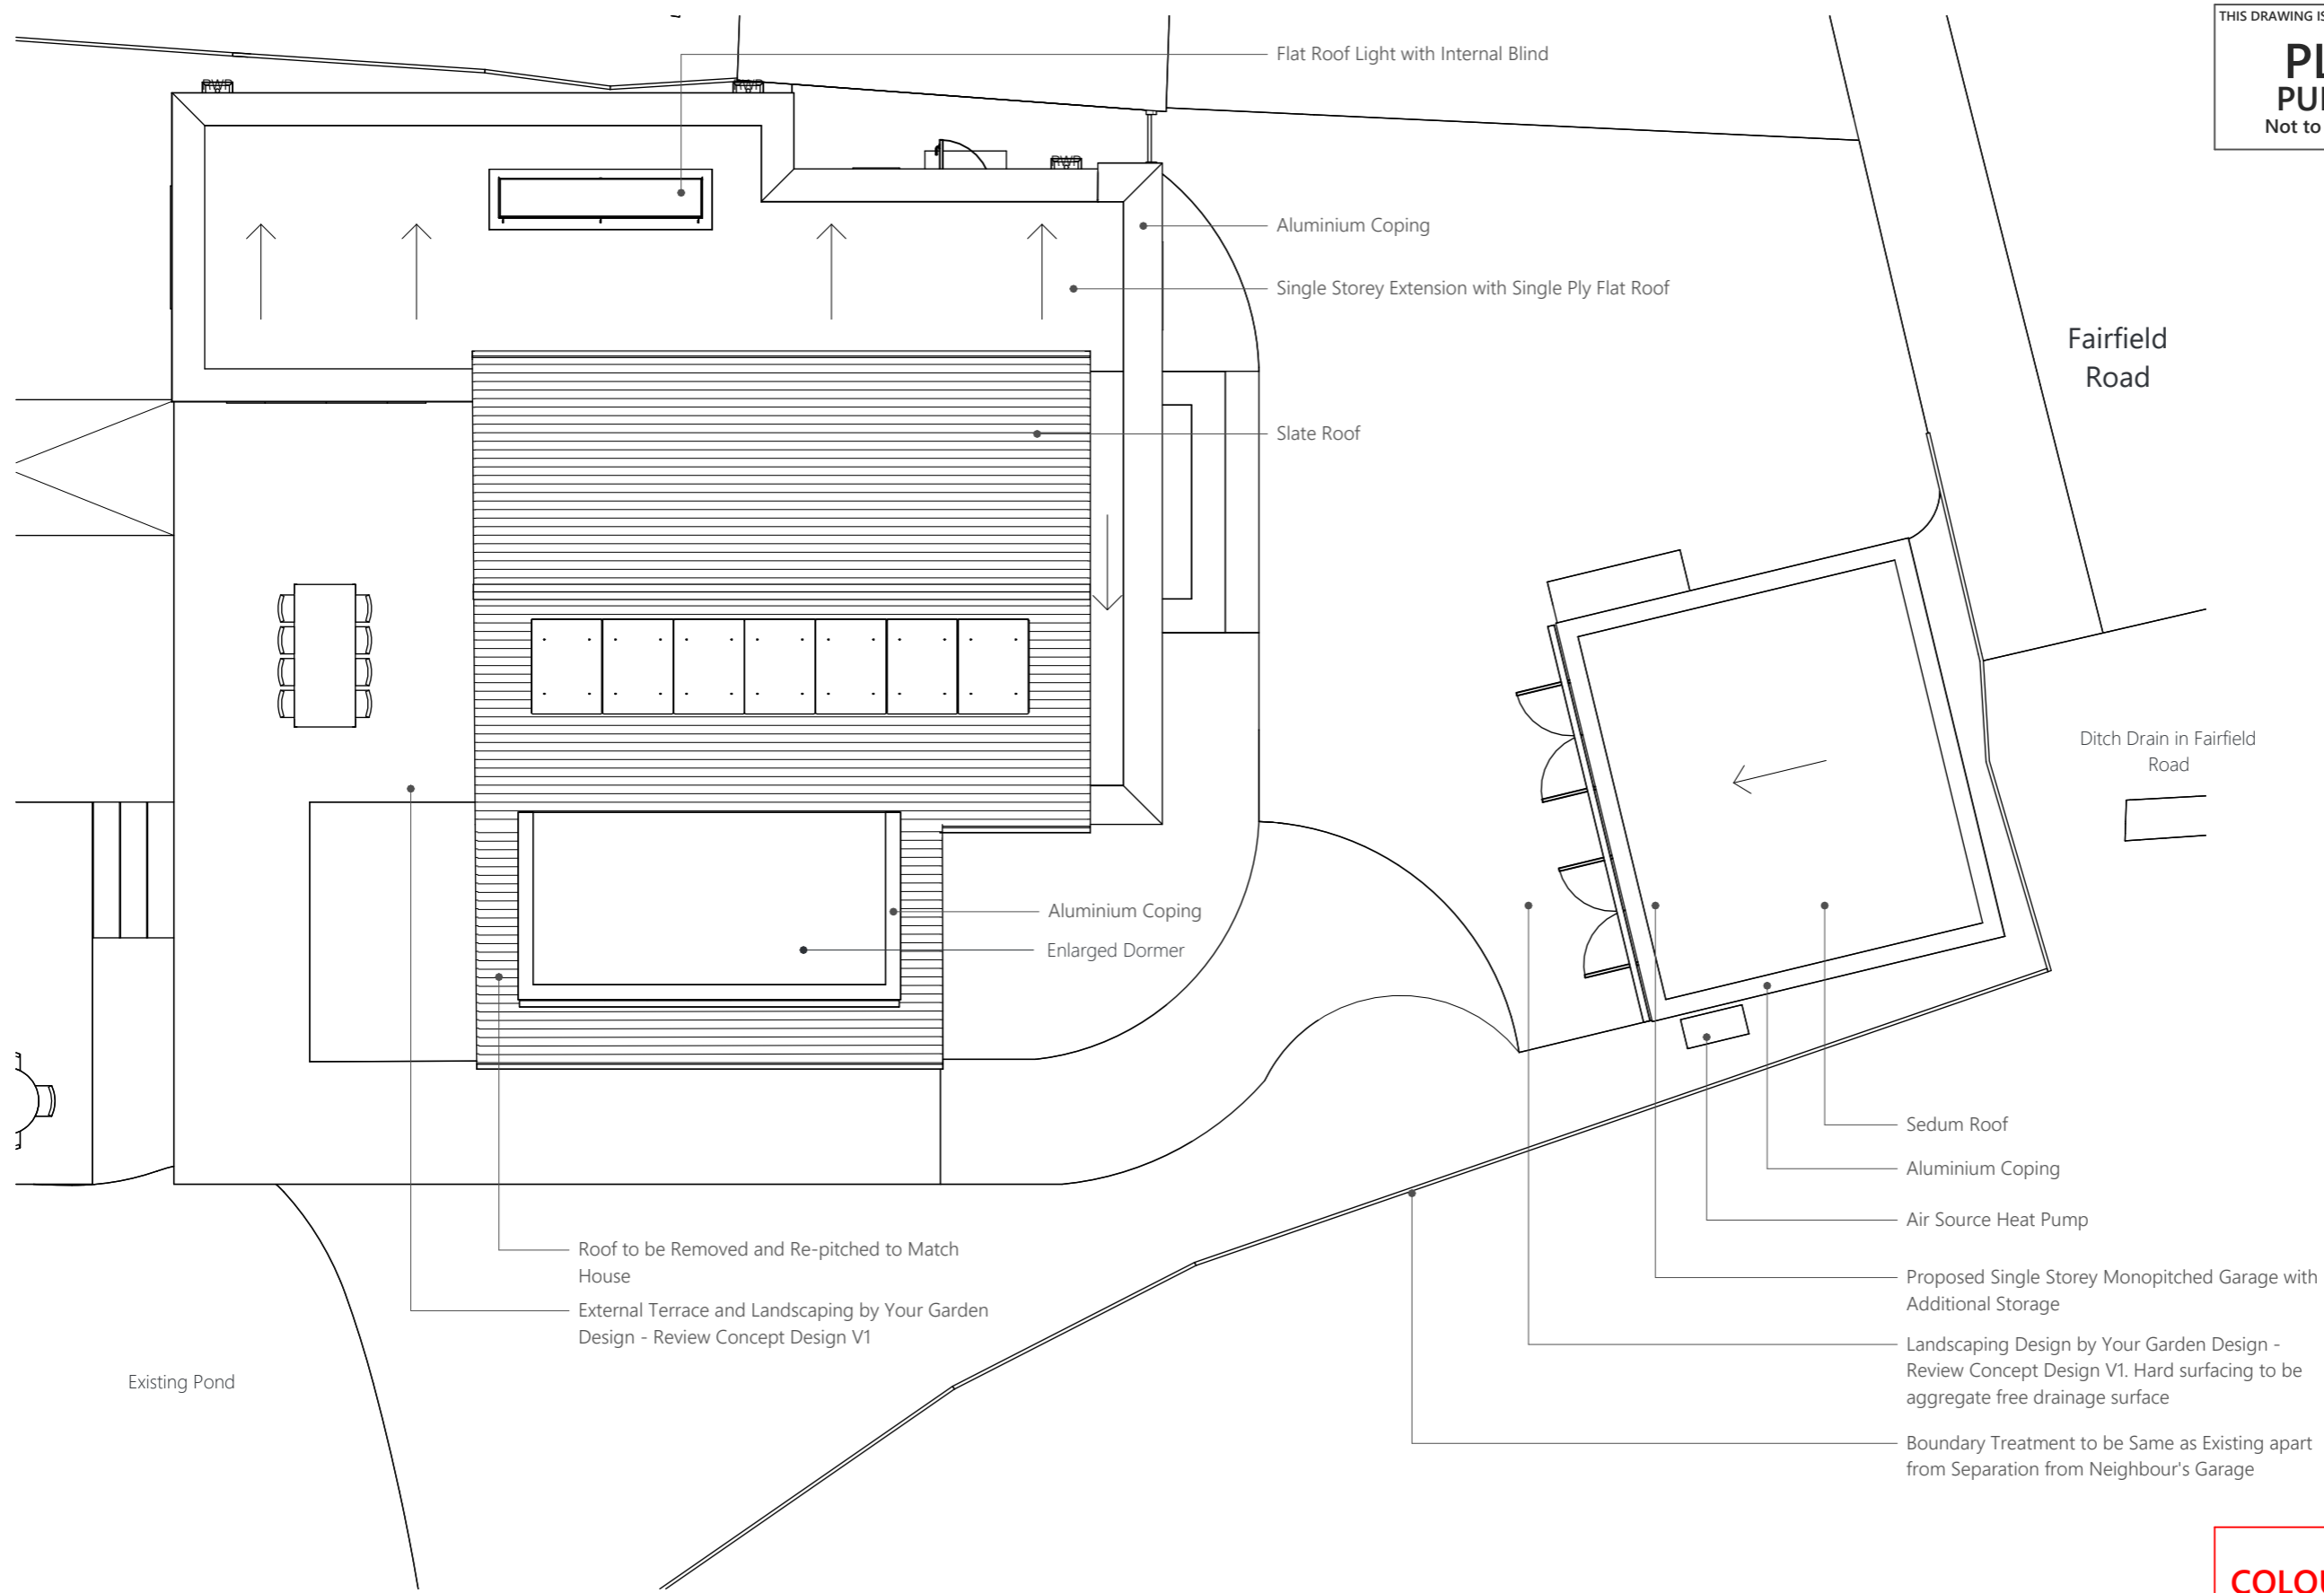 THIS DRAWING IS
PL
PU
Not to
Flat Roof Light with Internal Blind
RWP
RWP
RWP
Aluminium Coping
Single Storey Extension with Single Ply Flat Roof
Fairfield
Road
Slate Roof
Ditch Drain in Fairfield
Road
Aluminium Coping
Enlarged Dormer
Sedum Roof
Aluminium Coping
Air Source Heat Pump
Roof to be Removed and Re-pitched to Match
House
External Terrace and Landscaping by Your Garden
Design - Review Concept Design V1
Proposed Single Storey Monopitched Garage with
Additional Storage
Landscaping Design by Your Garden Design -
Review Concept Design V1. Hard surfacing to be
aggregate free drainage surface
Existing Pond
Boundary Treatment to be Same as Existing apart
from Separation from Neighbour's Garage
COLO